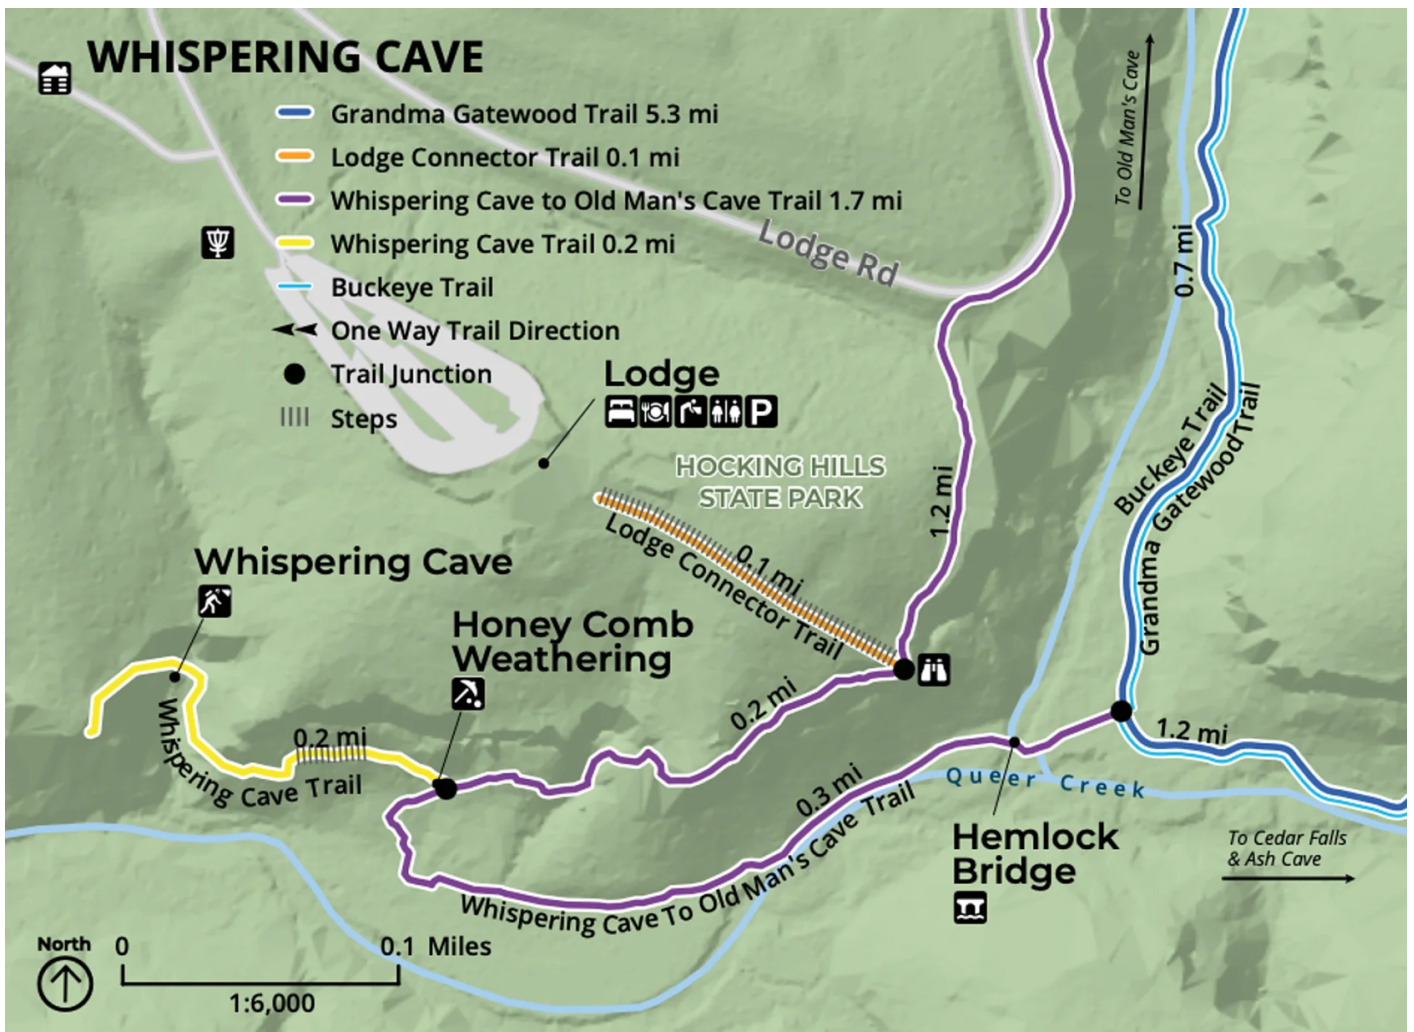 WHISPERING CAVE
Grandma Gatewood Trail 5.3 mi
Lodge Connector Trail 0.1 mi
Whispering Cave to Old Man's Cave Trail 1.7 mi
Whispering Cave Trail 0.2 mi
Buckeye Trail
One Way Trail Direction
Trail Junction
Steps
To Old Man's Cave
Lodge Rd
0.7 mi
Lodge
P
HOCKING HILLS
STATE PARK
Buckeye Trail
Grandma Gatewood Trail
1.2 mi
0.1 mi
Lodge Connector Trail
Whispering Cave
Honey Comb
Weathering
0.2 mi
0.2 mi
Whispering Cave Trail
1.2 mi
0.3 mi
Queer Creek
Whispering Cave To Old Man's Cave Trail
Hemlock
Bridge
To Cedar Falls
& Ash Cave
North
0 0.1 Miles
1:6,000